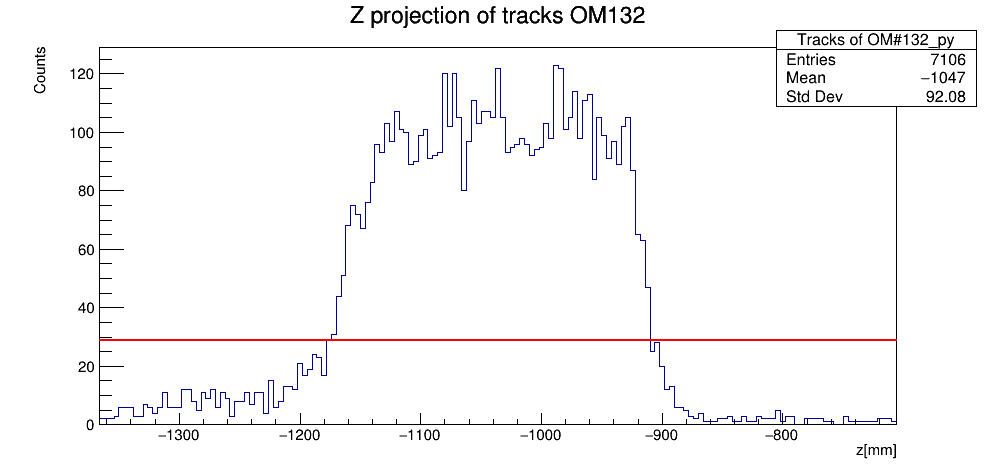 Z projection of tracks OM132
Tracks of OM#132_py
Entries 7106
Mean −1047
Std Dev 92.08
Counts
120
100
80
60
40
20
0
−1300 −1200 −1100 −1000 −900 −800
z[mm]